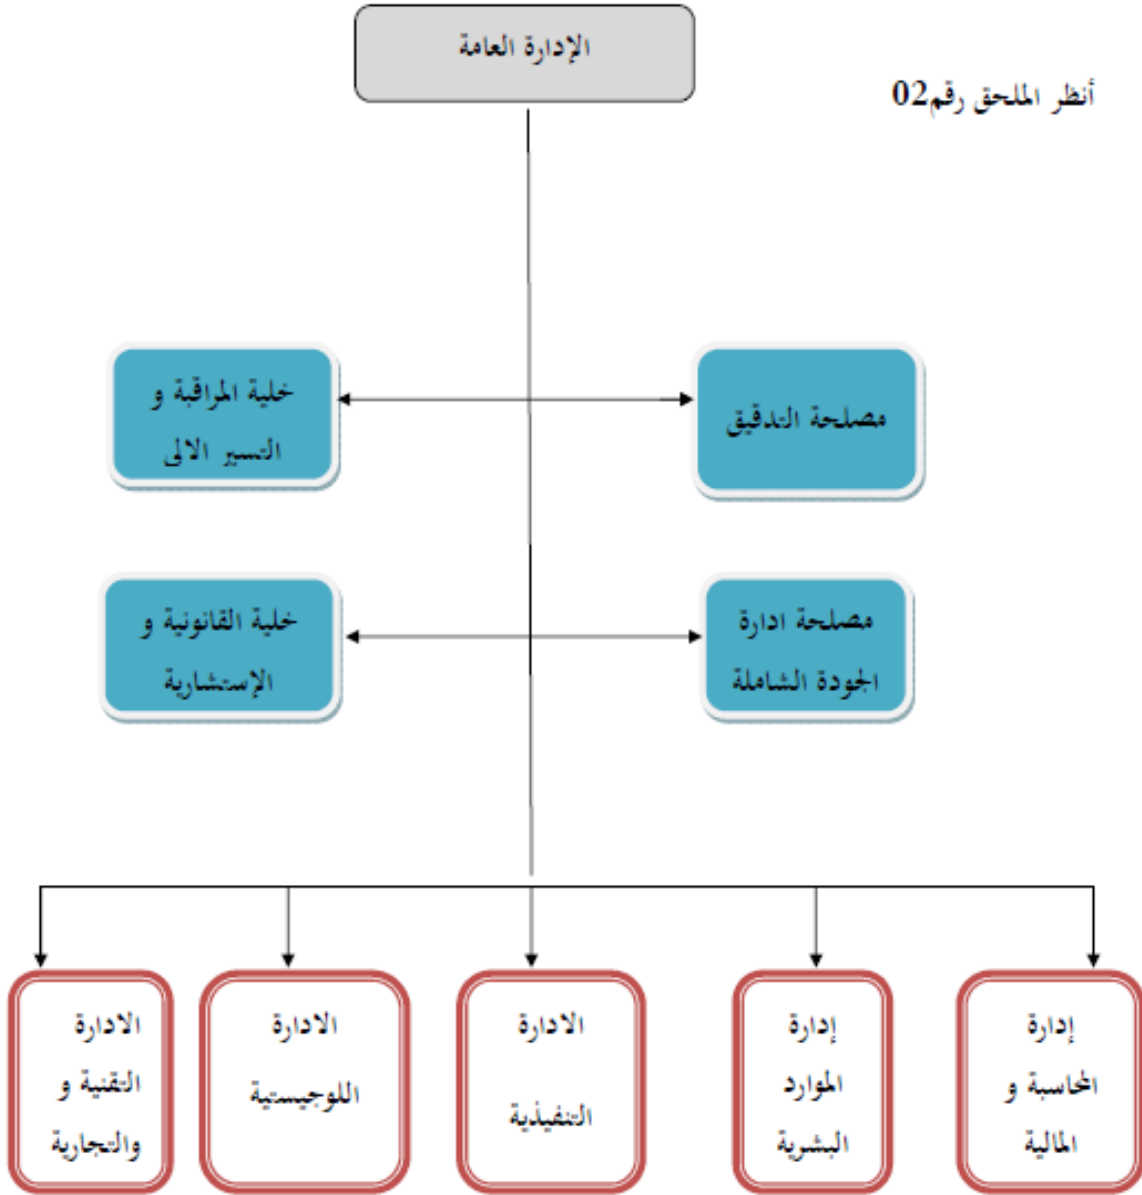 الإدارة العامة
أنظر الملحق رقم02
مصلحة التدقيق
خلية المراقبة و
التسير الالى
مصلحة ادارة
الجودة الشاملة
خلية القانونية و
الإستشارية
إدارة
المحاسبة و
المالية
إدارة
الموارد
البشرية
الادارة
التنفيذية
الادارة
اللوجيستية
الادارة
التقنية و
والتجارية